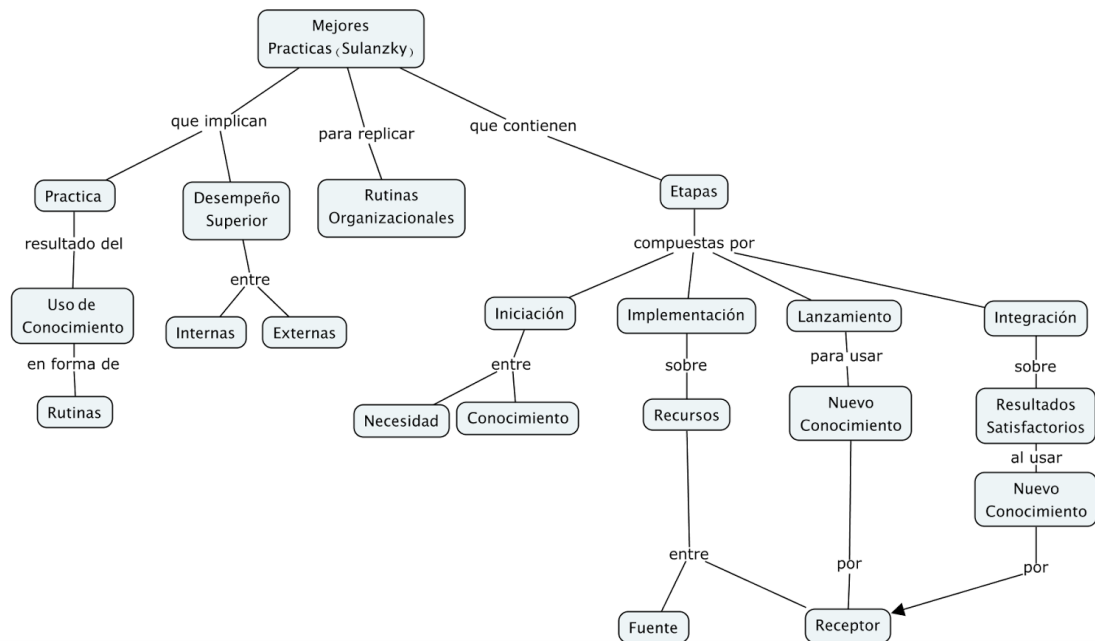 Mejores
Practicas (Sulanzky)
que implican
para replicar
que contienen
Practica
Desempeño
Superior
Rutinas
Organizacionales
Etapas
resultado del
compuestas por
entre
Uso de
Conocimiento
Internas
Externas
Iniciación
Implementación
Lanzamiento
Integración
en forma de
entre
sobre
para usar
sobre
Rutinas
Necesidad
Conocimiento
Recursos
Nuevo
Conocimiento
Resultados
Satisfactorios
al usar
Nuevo
Conocimiento
entre
por
por
Fuente
Receptor